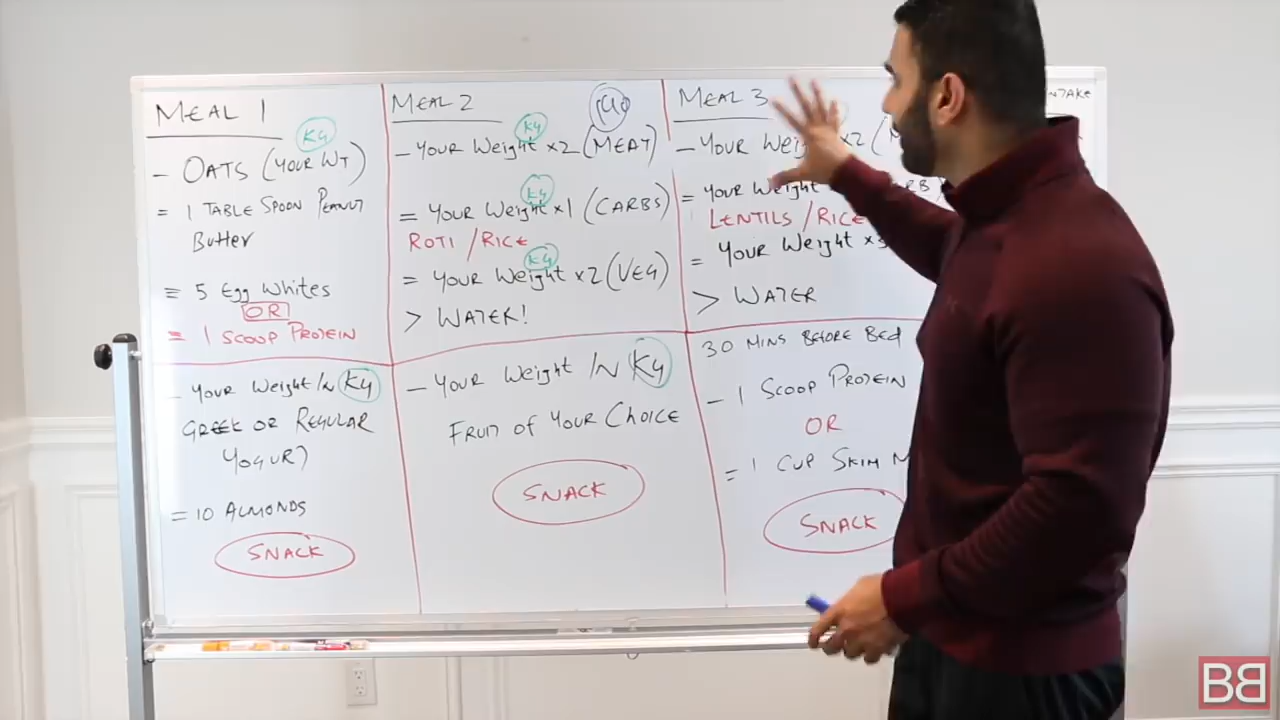 MEAL 1
KG
- OATS (YOUR WT)
= 1 TABLE SPOON PEANUT
BUTTER
= 5 EGG WHITES
OR
= 1 SCOOP PROTEIN
- YOUR WEIGHT IN KG
GREEK OR REGULAR
YOGURT
= 10 ALMONDS
SNACK
MEAL 2
KG
- YOUR WEIGHT x2 (MEAT)
KG
= YOUR WEIGHT x1 (CARBS)
ROTI / RICE
KG
= YOUR WEIGHT x2 (VEG)
> WATER!
- YOUR WEIGHT IN KG
FRUIT OF YOUR CHOICE
SNACK
MEAL 3
- YOUR x2
= YOUR
LENTILS / RICE
= YOUR WEIGHT
> WATER
30 MINS BEFORE BED
- 1 SCOOP PROTEIN
OR
= 1 CUP SKIM
SNACK
INTAKE
BB